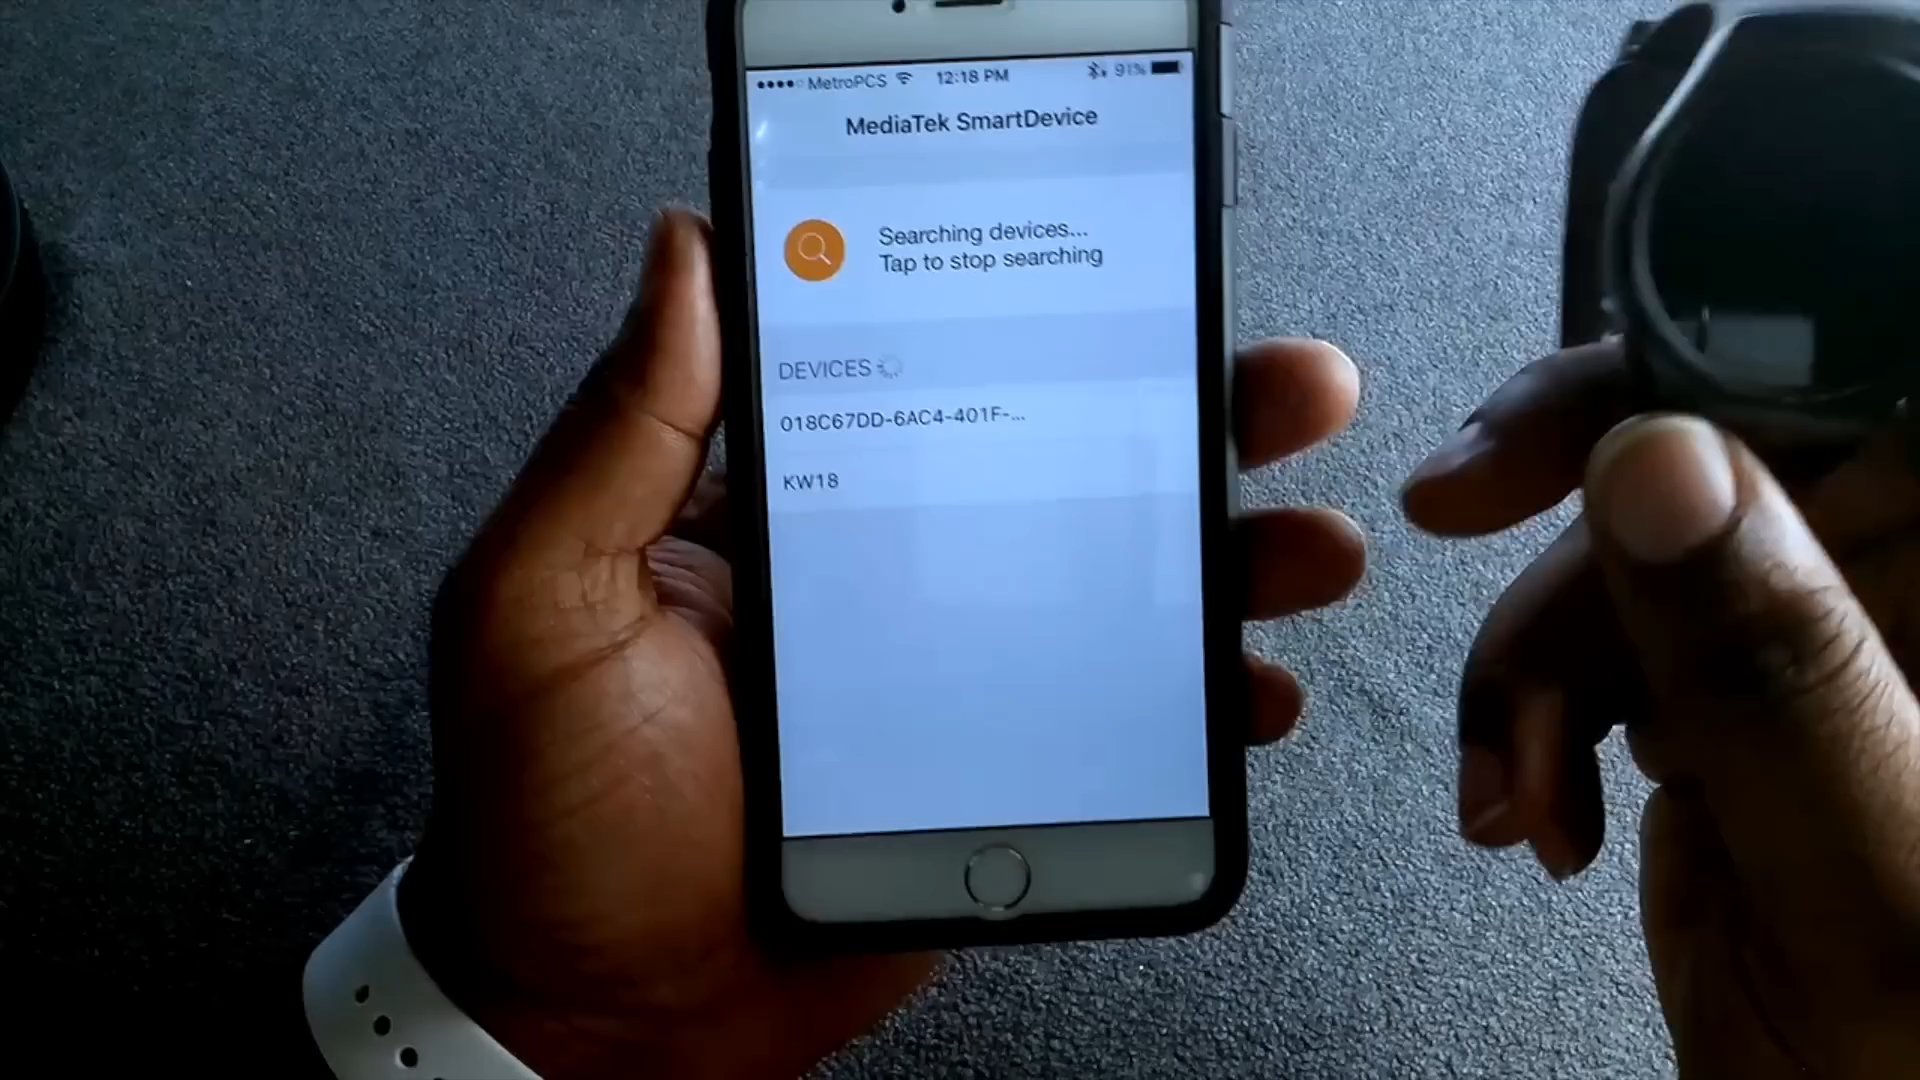 MetroPCS 12:18 PM 91%
MediaTek SmartDevice
Searching devices...
Tap to stop searching
DEVICES
018C67DD-6AC4-401F-...
KW18